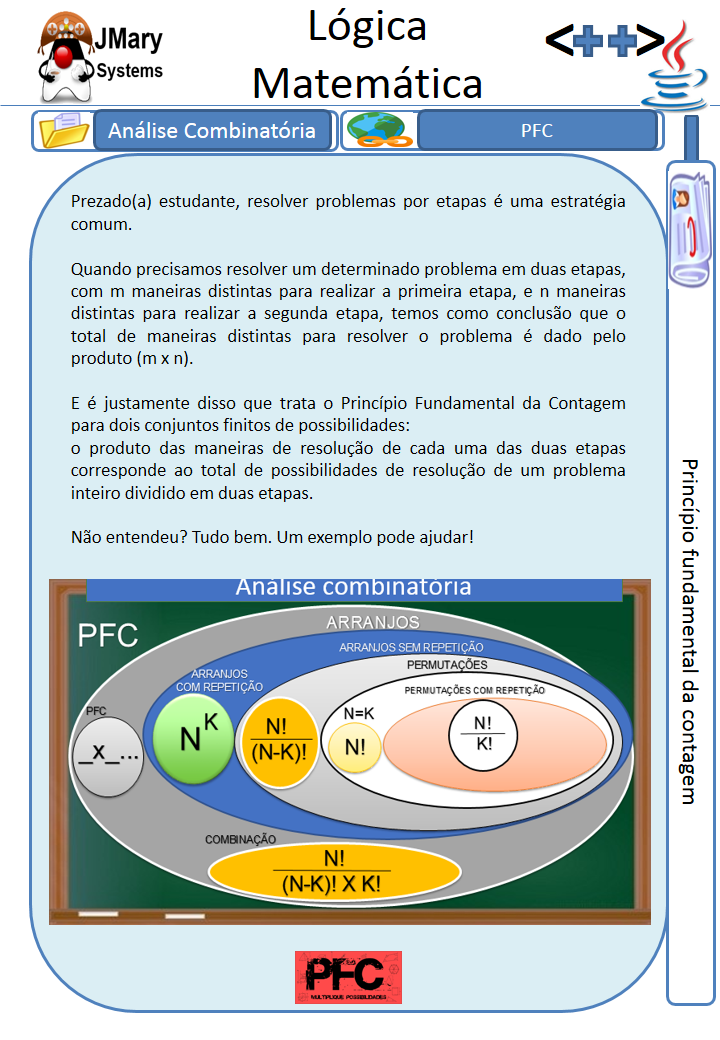 JMary
Systems
Lógica
Matemática
<++>
Análise Combinatória
PFC
Prezado(a) estudante, resolver problemas por etapas é uma estratégia
comum.
Quando precisamos resolver um determinado problema em duas etapas,
com m maneiras distintas para realizar a primeira etapa, e n maneiras
distintas para realizar a segunda etapa, temos como conclusão que o
total de maneiras distintas para resolver o problema é dado pelo
produto (m x n).
E é justamente disso que trata o Princípio Fundamental da Contagem
para dois conjuntos finitos de possibilidades:
o produto das maneiras de resolução de cada uma das duas etapas
corresponde ao total de possibilidades de resolução de um problema
inteiro dividido em duas etapas.
Não entendeu? Tudo bem. Um exemplo pode ajudar!
Princípio fundamental da contagem
Análise combinatória
PFC
ARRANJOS
ARRANJOS SEM REPETIÇÃO
PERMUTAÇÕES
ARRANJOS
COM REPETIÇÃO
PERMUTAÇÕES COM REPETIÇÃO
PFC
_x_...
N^K
N!
(N-K)!
N=K
N!
N!
K!
COMBINAÇÃO
N!
(N-K)! X K!
PFC
MULTIPLIQUE POSSIBILIDADES